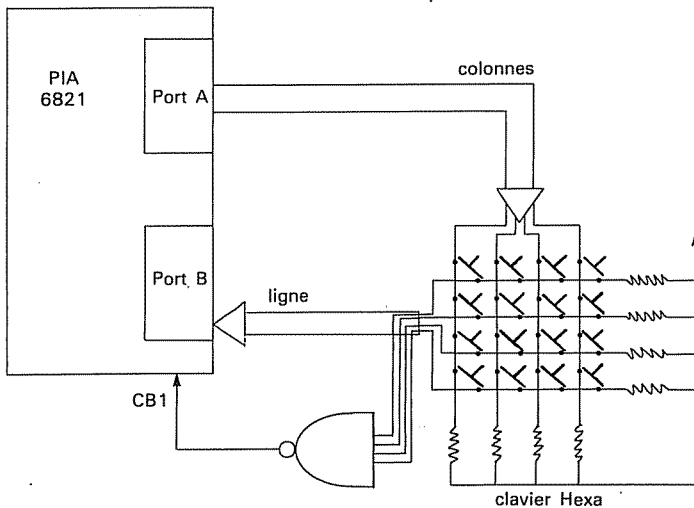 PIA
6821
Port A
colonnes
Port B
ligne
CB1
clavier Hexa